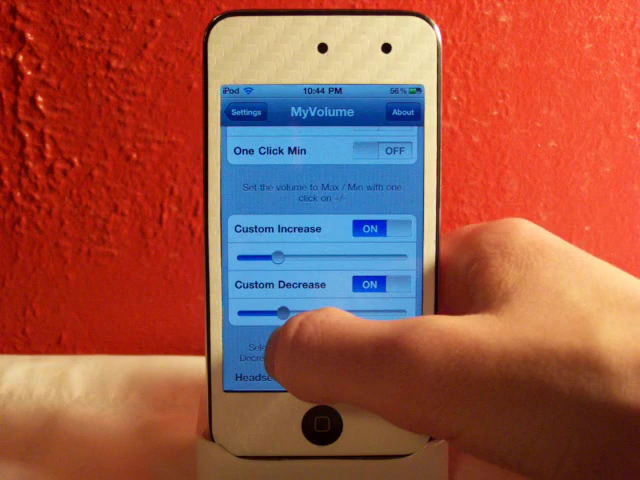 iPod 10:44 PM 56%
Settings MyVolume About
One Click Min OFF
Set the volume to Max / Min with one
click on +/-
Custom Increase ON
Custom Decrease ON